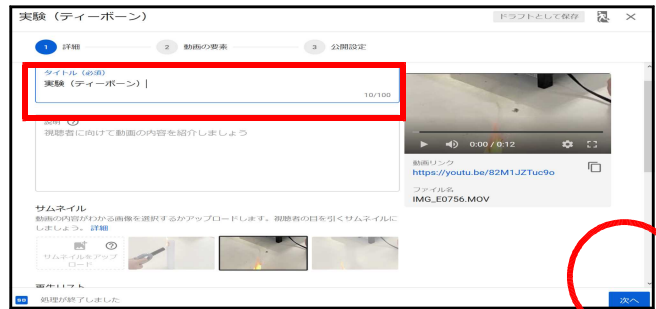 実験（ティーボーン）
ドラフトとして保存
1 詳細
2 動画の要素
3 公開設定
タイトル（必須）
実験（ティーボーン）
10/100
説明
視聴者に向けて動画の内容を紹介しましょう
0:00 / 0:12
動画リンク
https://youtu.be/82M1JZTuc9o
ファイル名
IMG_E0756.MOV
サムネイル
動画の内容がわかる画像を選択するかアップロードします。視聴者の目を引くサムネイルに
しましょう。詳細
サムネイルをアップ
ロード
再生リスト
処理が終了しました
次へ